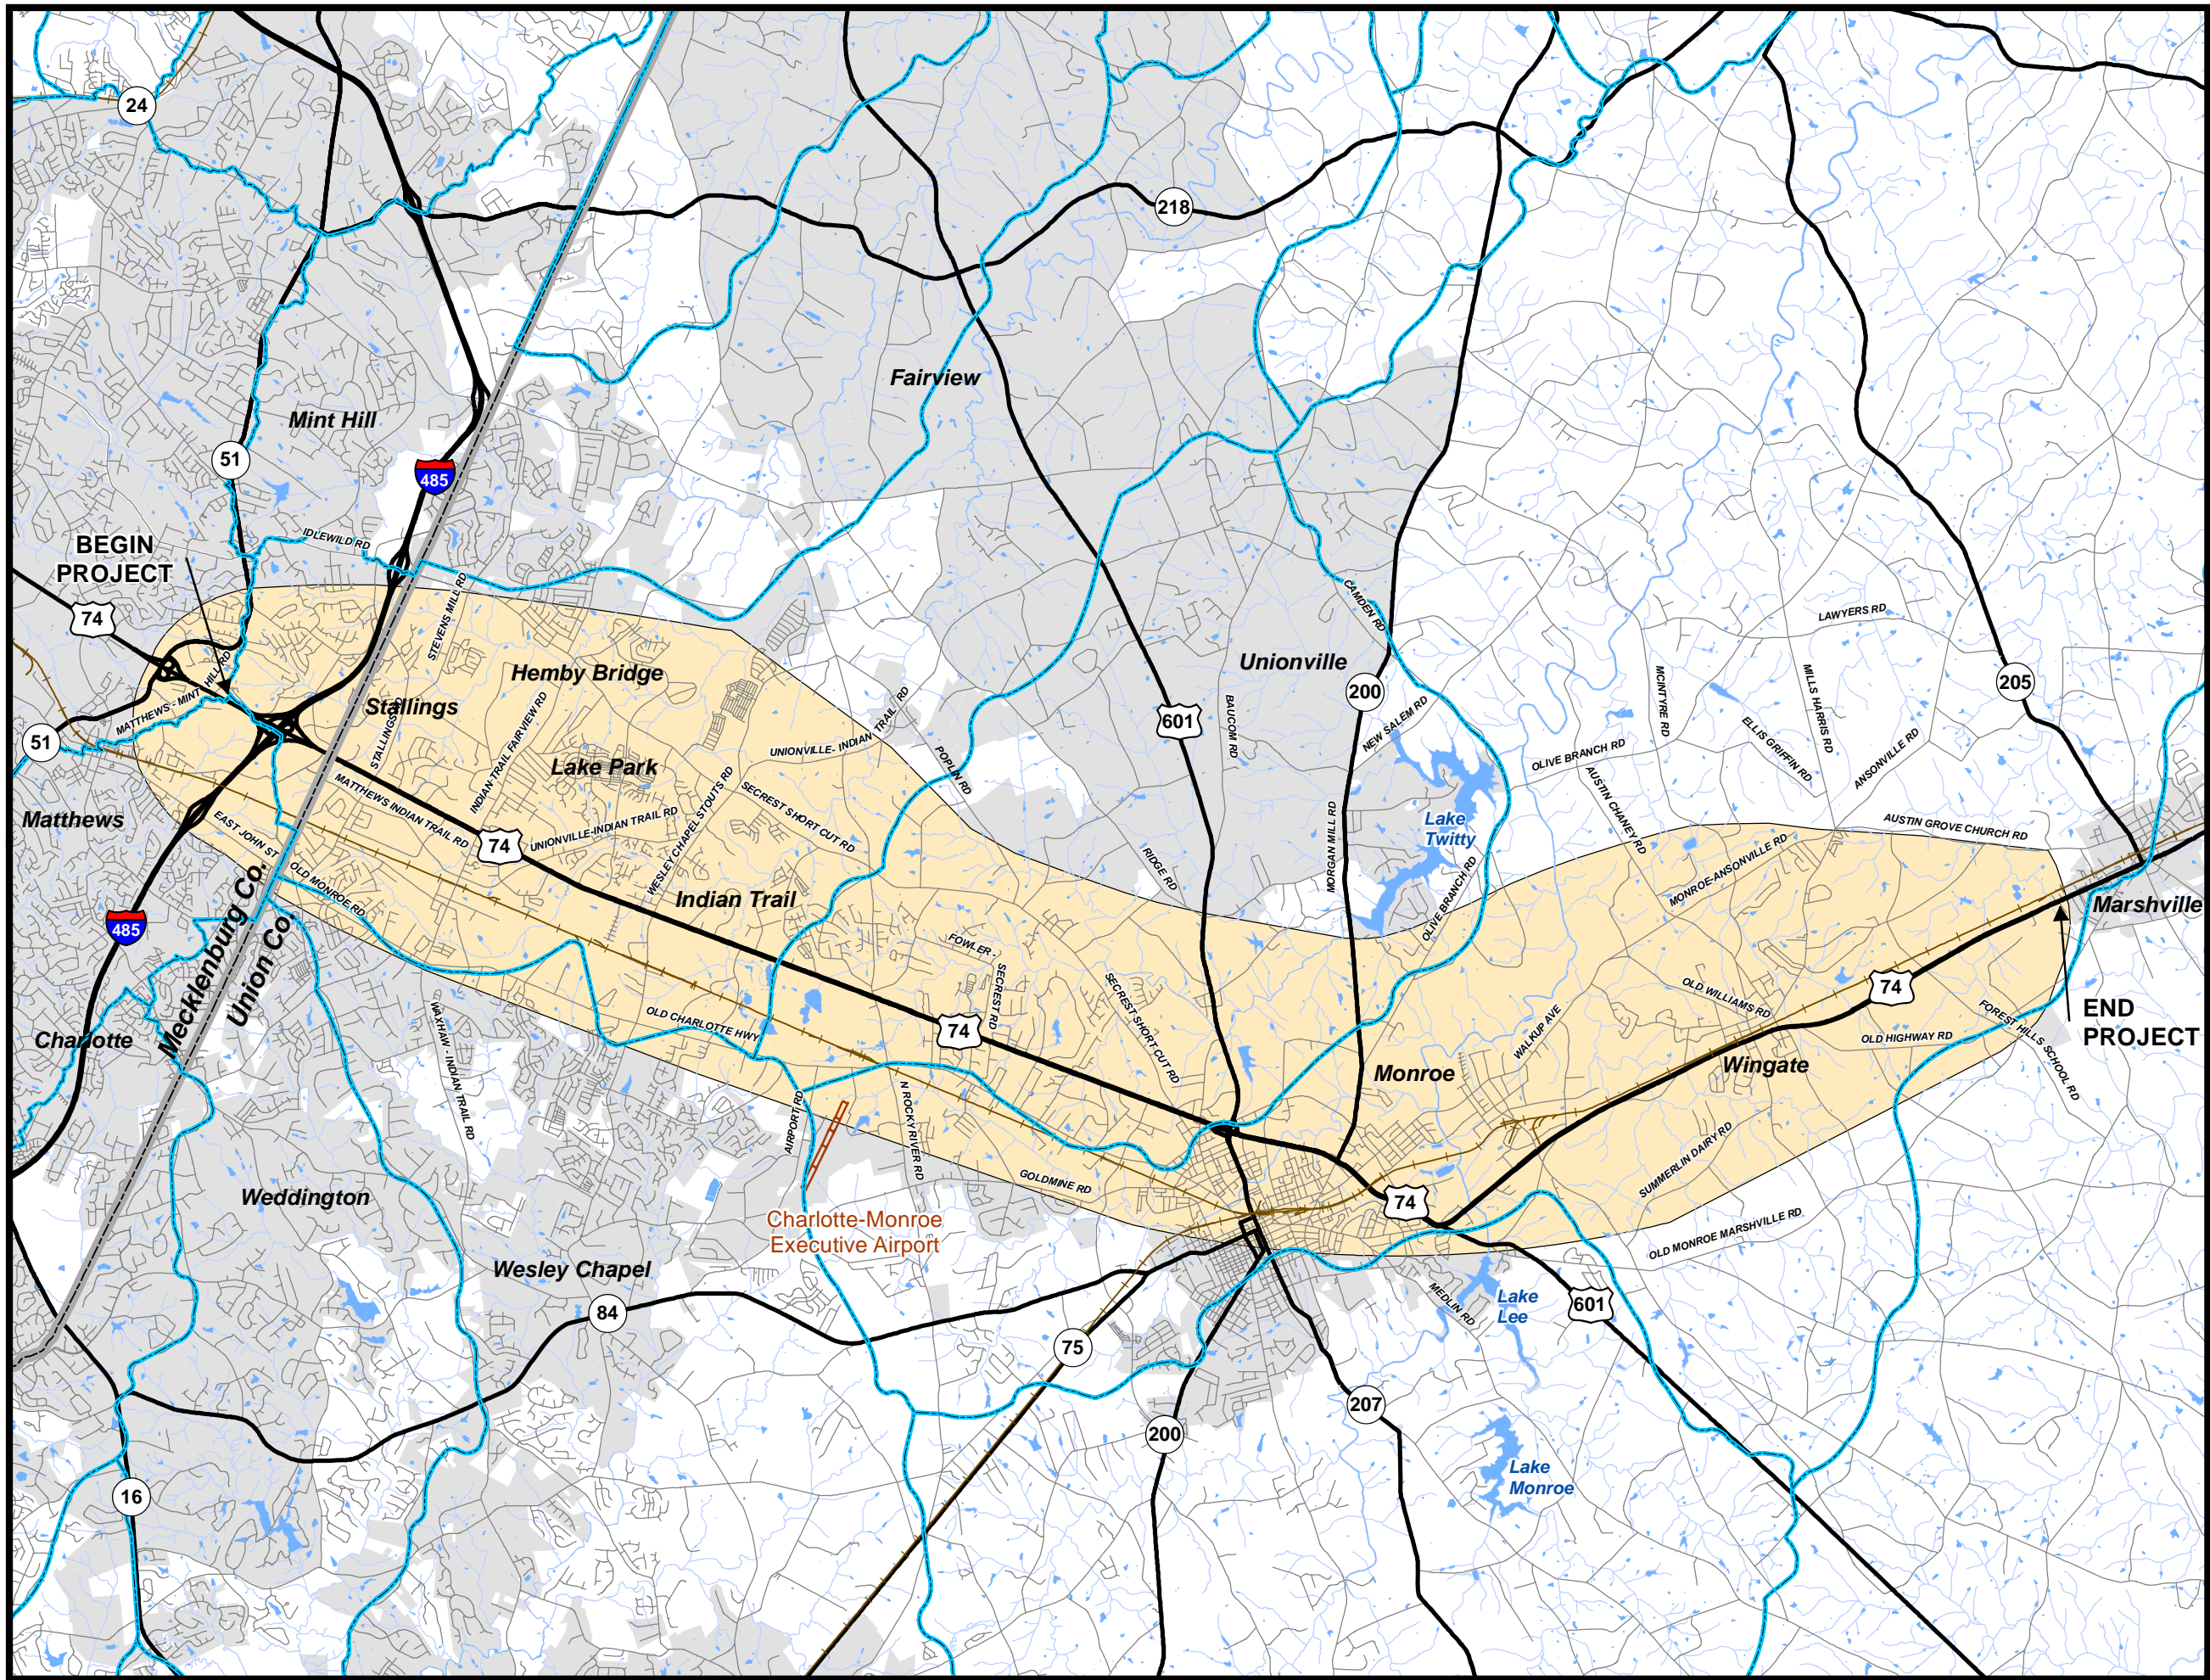 24
218
Fairview
Mint Hill
51
485
IDLEWILD RD
BEGIN
PROJECT
74
STEVENS MILL RD
CAMDEN RD
LAWYERS RD
Unionville
Hemby Bridge
MATTHEWS - MINT HILL RD
Stallings
STALLINGS RD
INDIAN TRAIL FAIRVIEW RD
200
205
MCINTYRE RD
MILLS HARRIS RD
601
BAUCOM RD
NEW SALEM RD
ELLIS GRIFFIN RD
ANSONVILLE RD
51
UNIONVILLE- INDIAN TRAIL RD
POPLIN RD
OLIVE BRANCH RD
AUSTIN CHANEY RD
Lake Park
MATTHEWS INDIAN TRAIL RD
WESLEY CHAPEL STOUTS RD
SECREST SHORT CUT RD
Matthews
EAST JOHN ST
74
UNIONVILLE-INDIAN TRAIL RD
MORGAN MILL RD
Lake
Twitty
AUSTIN GROVE CHURCH RD
OLD MONROE RD
RIDGE RD
OLIVE BRANCH RD
MONROE-ANSONVILLE RD
Indian Trail
Marshville
485
Mecklenburg Co.
Union Co.
FOWLER -
SECREST RD
SECREST SHORT CUT RD
OLD WILLIAMS RD
74
FOREST HILLS SCHOOL RD
END
PROJECT
WAXHAW - INDIAN TRAIL RD
OLD CHARLOTTE HWY
74
WALKUP AVE
OLD HIGHWAY RD
Charlotte
Monroe
Wingate
AIRPORT RD
N ROCKY RIVER RD
GOLDMINE RD
SUMMERLIN DAIRY RD
Weddington
74
Charlotte-Monroe
Executive Airport
OLD MONROE MARSHVILLE RD
Wesley Chapel
MEDLIN RD
Lake
Lee
601
84
75
207
200
Lake
Monroe
16